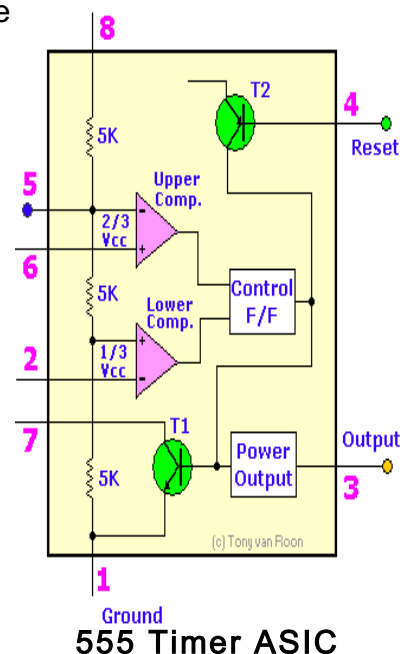 e
8
T2
4
5K
Reset
Upper
Comp.
5
2/3
Vcc
6
5K
Control
F/F
Lower
Comp.
1/3
Vcc
2
7
T1
Output
Power
Output
5K
3
(c) Tony van Roon
1
Ground
555 Timer ASIC